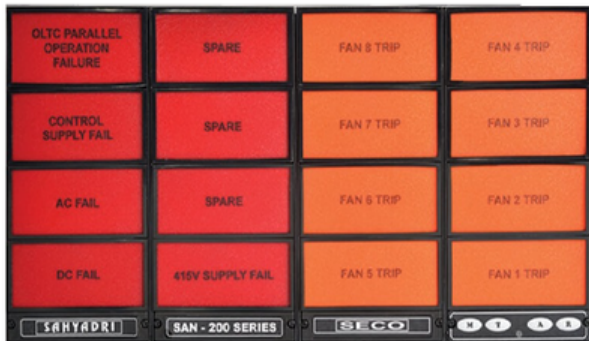 OLTC PARALLEL
OPERATION
FAILURE
SPARE
FAN 8 TRIP
FAN 4 TRIP
CONTROL
SUPPLY FAIL
SPARE
FAN 7 TRIP
FAN 3 TRIP
AC FAIL
SPARE
FAN 6 TRIP
FAN 2 TRIP
DC FAIL
415V SUPPLY FAIL
FAN 5 TRIP
FAN 1 TRIP
SAHYADRI
SAN - 200 SERIES
SECO
M T A R